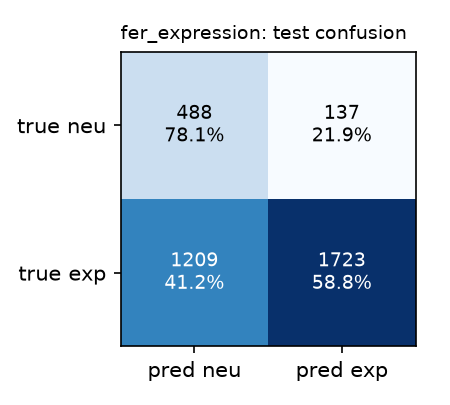 fer_expression: test confusion
true neu
488
78.1%
137
21.9%
true exp
1209
41.2%
1723
58.8%
pred neu
pred exp